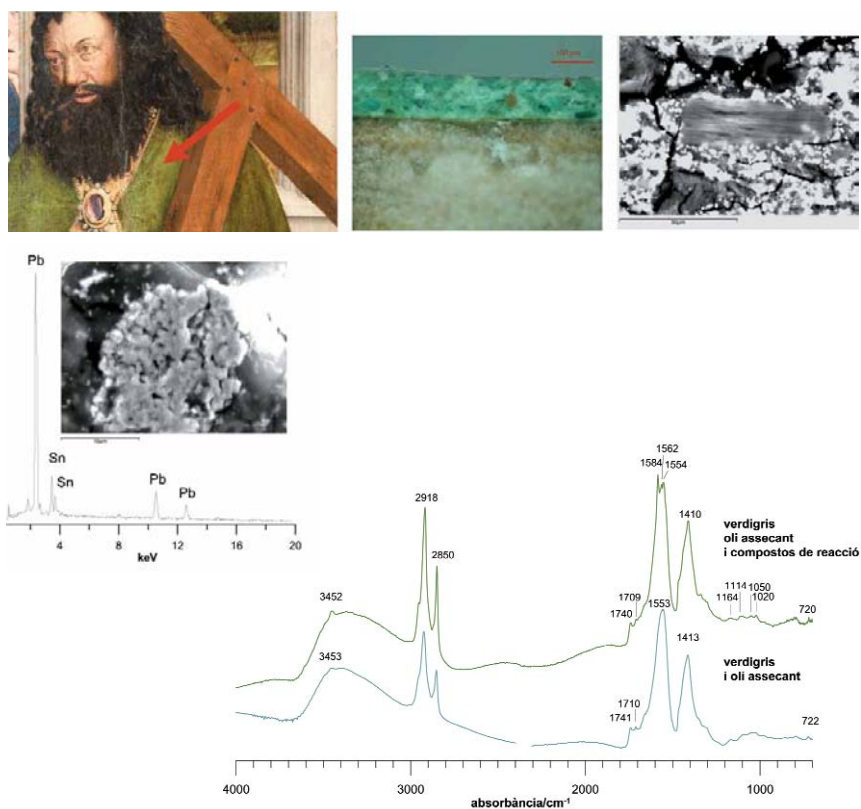 Pb
Sn
Sn
Pb
Pb
4
8
12
16
20
keV
1562
1584
1554
2918
1410
2850
verdigris
oli assecant
i compostos de reacció
3452
1740
1709
1553
1164
1114
1050
1020
720
3453
1413
verdigris
i oli assecant
1741
1710
722
4000
3000
2000
1000
absorbància/cm⁻¹